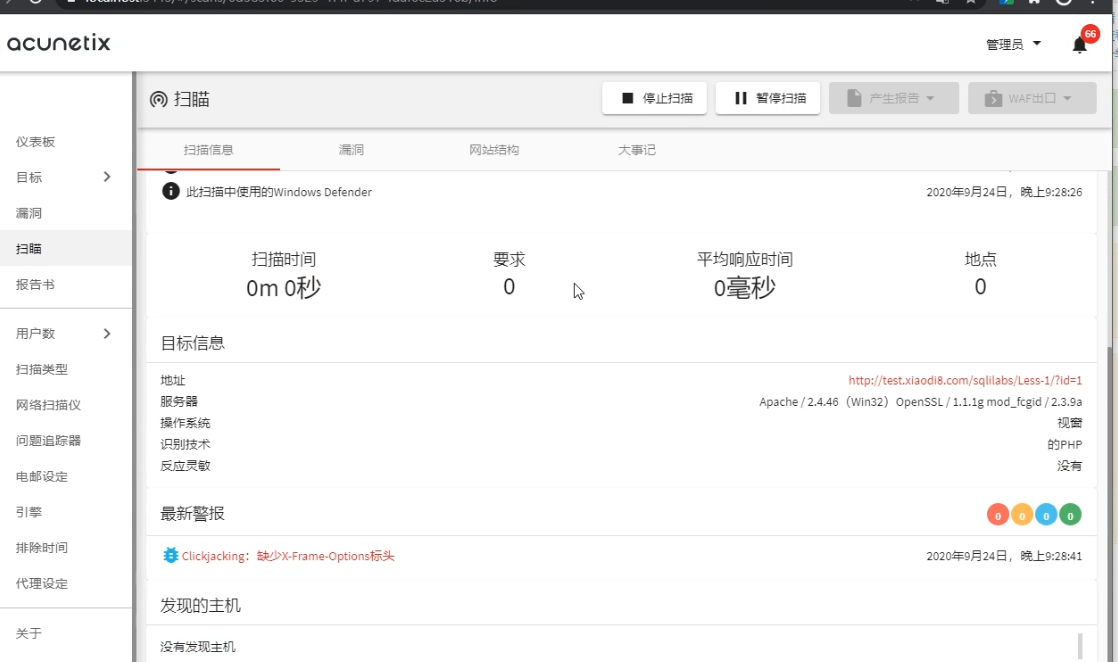 acunetix
管理员
66
扫瞄
停止扫描
暂停扫描
产生报告
WAF出口
仪表板
目标
漏洞
扫瞄
报告书
用户数
扫描类型
网络扫描仪
问题追踪器
电邮设定
引擎
排除时间
代理设定
关于
扫描信息
漏洞
网站结构
大事记
此扫描中使用的Windows Defender
2020年9月24日，晚上9:28:26
扫描时间
要求
平均响应时间
地点
0m 0秒
0
0毫秒
0
目标信息
地址
http://test.xiaodi8.com/sqlilabs/Less-1/?id=1
服务器
Apache / 2.4.46（Win32）OpenSSL / 1.1.1g mod_fcgid / 2.3.9a
操作系统
视窗
识别技术
的PHP
反应灵敏
没有
最新警报
0 0 0 0
Clickjacking：缺少X-Frame-Options标头
2020年9月24日，晚上9:28:41
发现的主机
没有发现主机